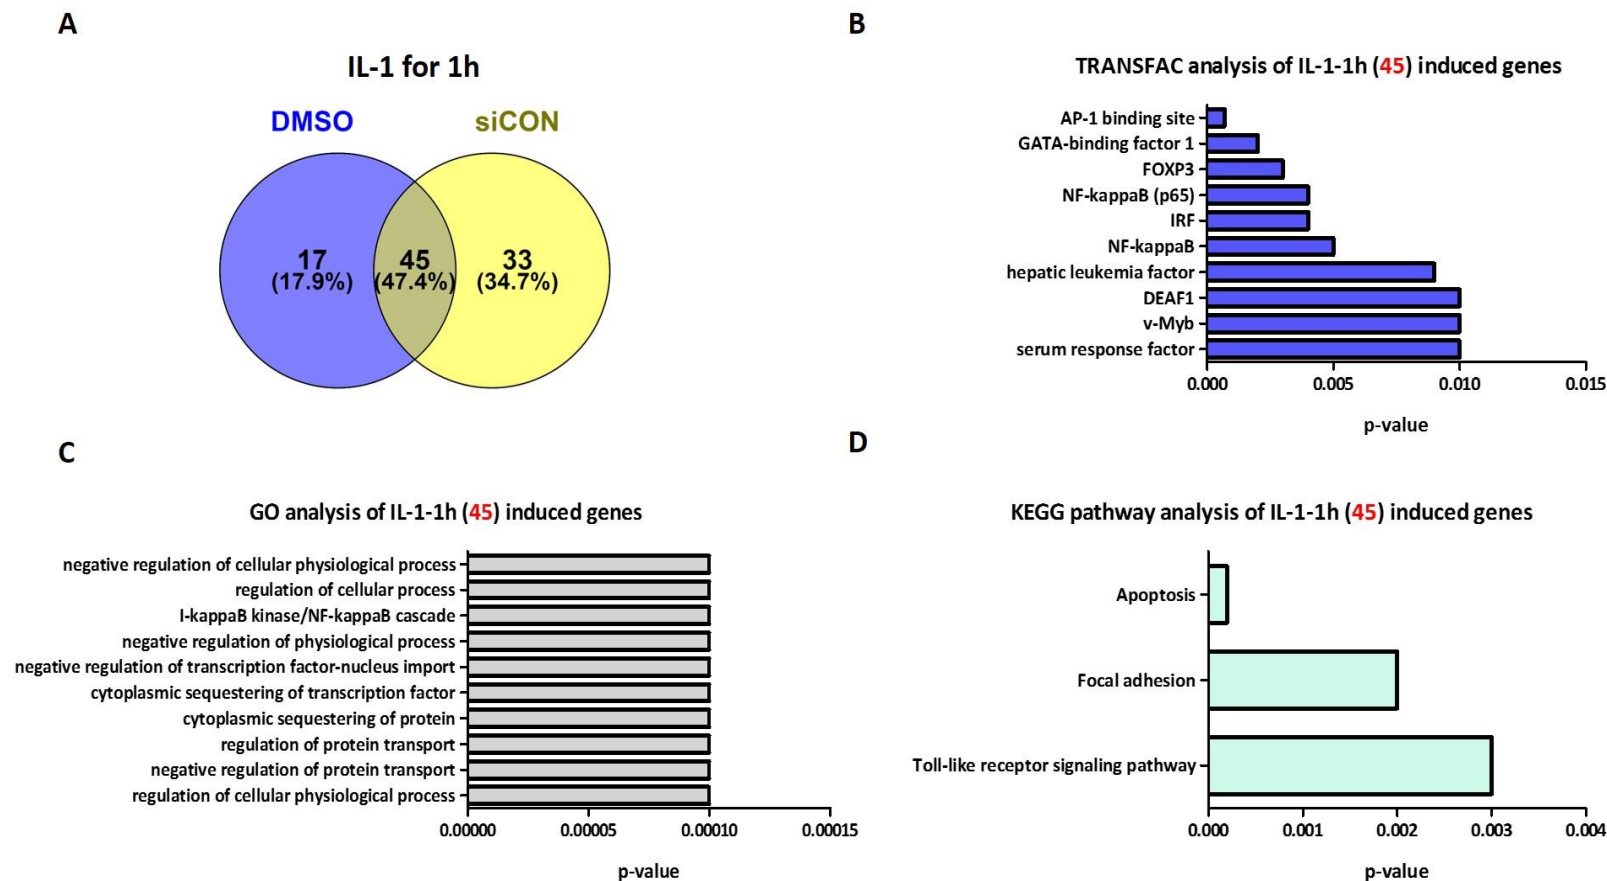 A
IL-1 for 1h
DMSO
siCON
17
(17.9%)
45
(47.4%)
33
(34.7%)
B
TRANSFAC analysis of IL-1-1h (45) induced genes
AP-1 binding site
GATA-binding factor 1
FOXP3
NF-kappaB (p65)
IRF
NF-kappaB
hepatic leukemia factor
DEAF1
v-Myb
serum response factor
0.000 0.005 0.010 0.015
p-value
C
GO analysis of IL-1-1h (45) induced genes
negative regulation of cellular physiological process
regulation of cellular process
I-kappaB kinase/NF-kappaB cascade
negative regulation of physiological process
negative regulation of transcription factor-nucleus import
cytoplasmic sequestering of transcription factor
cytoplasmic sequestering of protein
regulation of protein transport
negative regulation of protein transport
regulation of cellular physiological process
0.00000 0.00005 0.00010 0.00015
p-value
D
KEGG pathway analysis of IL-1-1h (45) induced genes
Apoptosis
Focal adhesion
Toll-like receptor signaling pathway
0.000 0.001 0.002 0.003 0.004
p-value